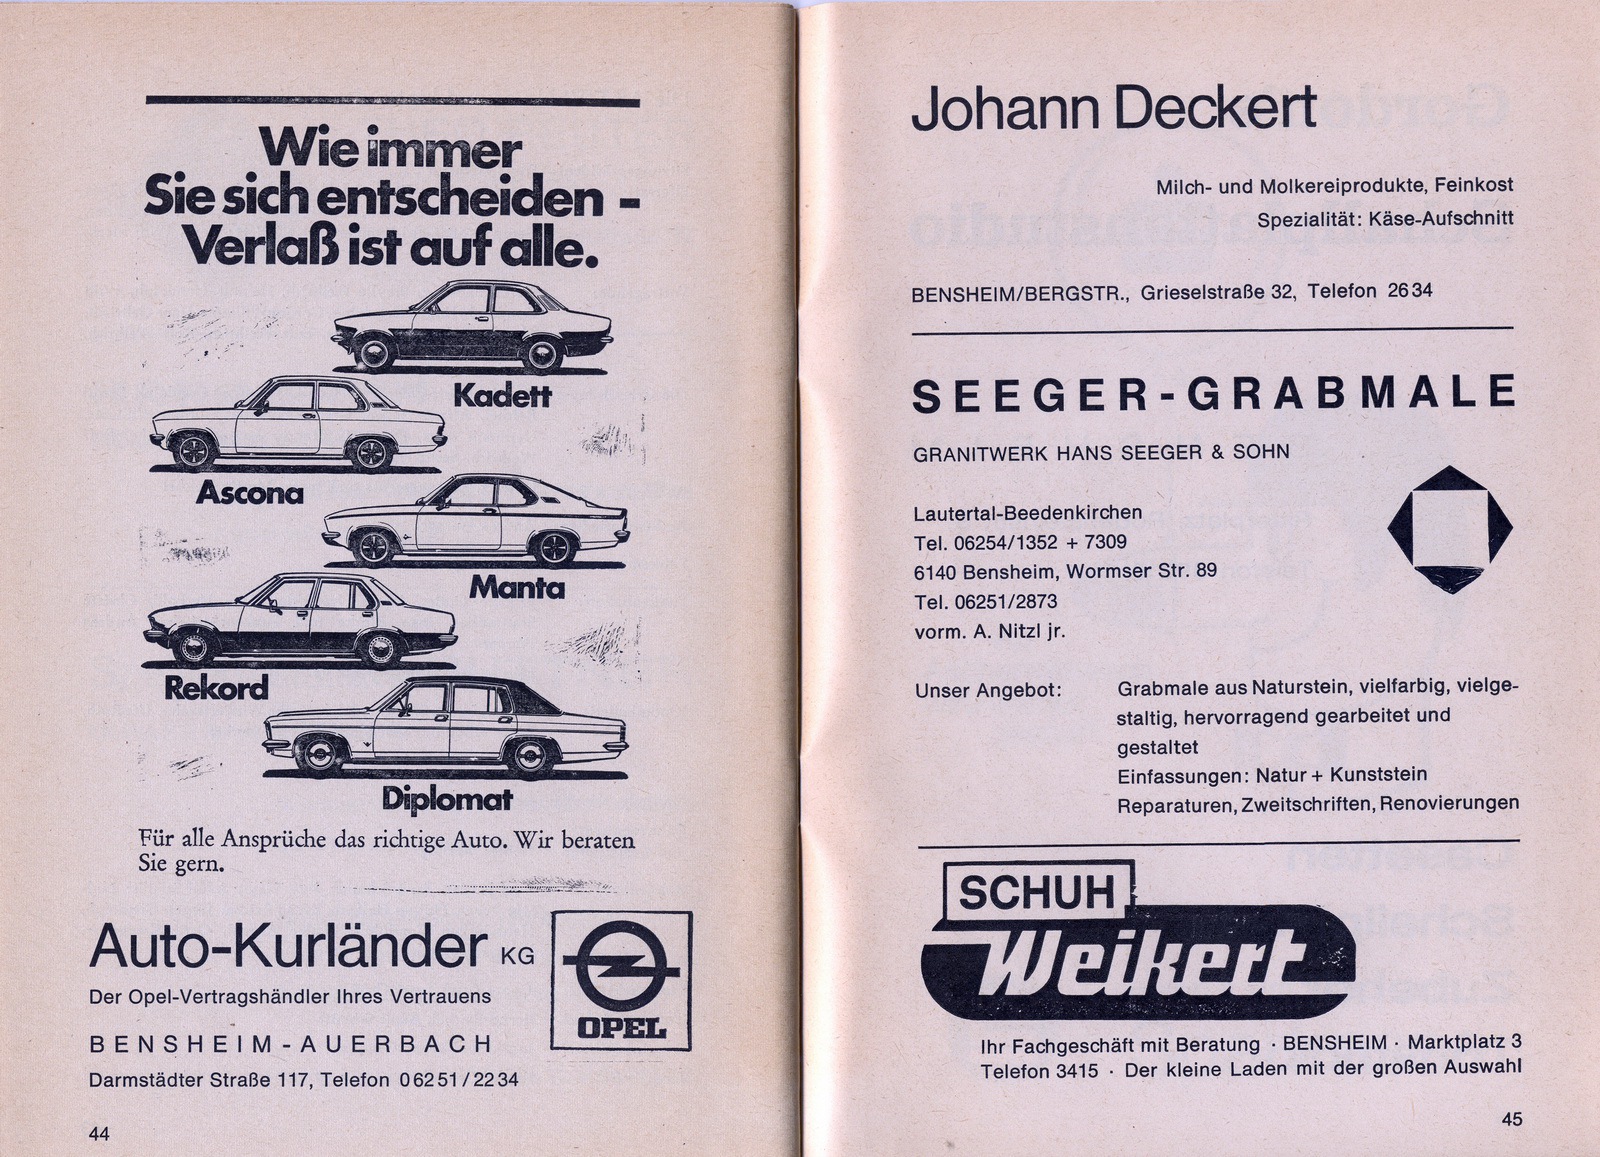 Wie immer
Sie sich entscheiden –
Verlaß ist auf alle.
Kadett
Ascona
Manta
Rekord
Diplomat
Für alle Ansprüche das richtige Auto. Wir beraten
Sie gern.
Auto-Kurländer KG
Der Opel-Vertragshändler Ihres Vertrauens
BENSHEIM-AUERBACH
Darmstädter Straße 117, Telefon 06251/2234
OPEL
44
Johann Deckert
Milch- und Molkereiprodukte, Feinkost
Spezialität: Käse-Aufschnitt
BENSHEIM/BERGSTR., Grieselstraße 32, Telefon 2634
SEEGER-GRABMALE
GRANITWERK HANS SEEGER & SOHN
Lautertal-Beedenkirchen
Tel. 06254/1352 + 7309
6140 Bensheim, Wormser Str. 89
Tel. 06251/2873
vorm. A. Nitzl jr.
Unser Angebot: Grabmale aus Naturstein, vielfarbig, vielge-
staltig, hervorragend gearbeitet und
gestaltet
Einfassungen: Natur + Kunststein
Reparaturen, Zweitschriften, Renovierungen
SCHUH
Weikert
Ihr Fachgeschäft mit Beratung · BENSHEIM · Marktplatz 3
Telefon 3415 · Der kleine Laden mit der großen Auswahl
45